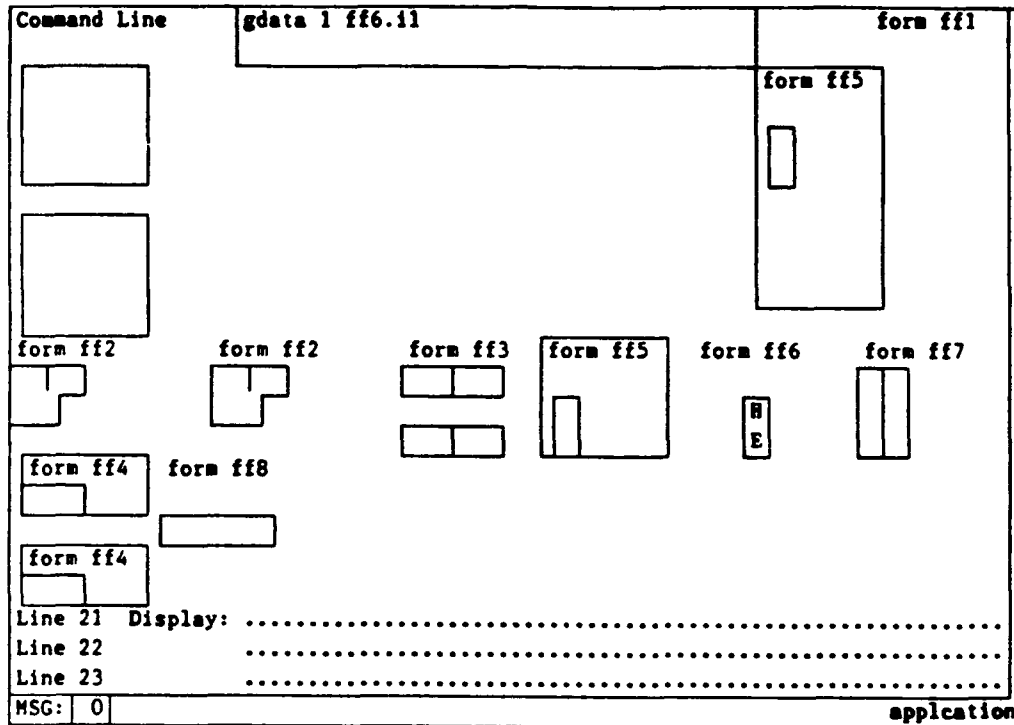 Command Line gdata 1 ff6.il form ff1
form ff5
form ff2 form ff2 form ff3 form ff5 form ff6 form ff7
H
E
form ff4 form ff8
form ff4
Line 21 Display: ............................................................
Line 22 ............................................................
Line 23 ............................................................
MSG: 0 applcation